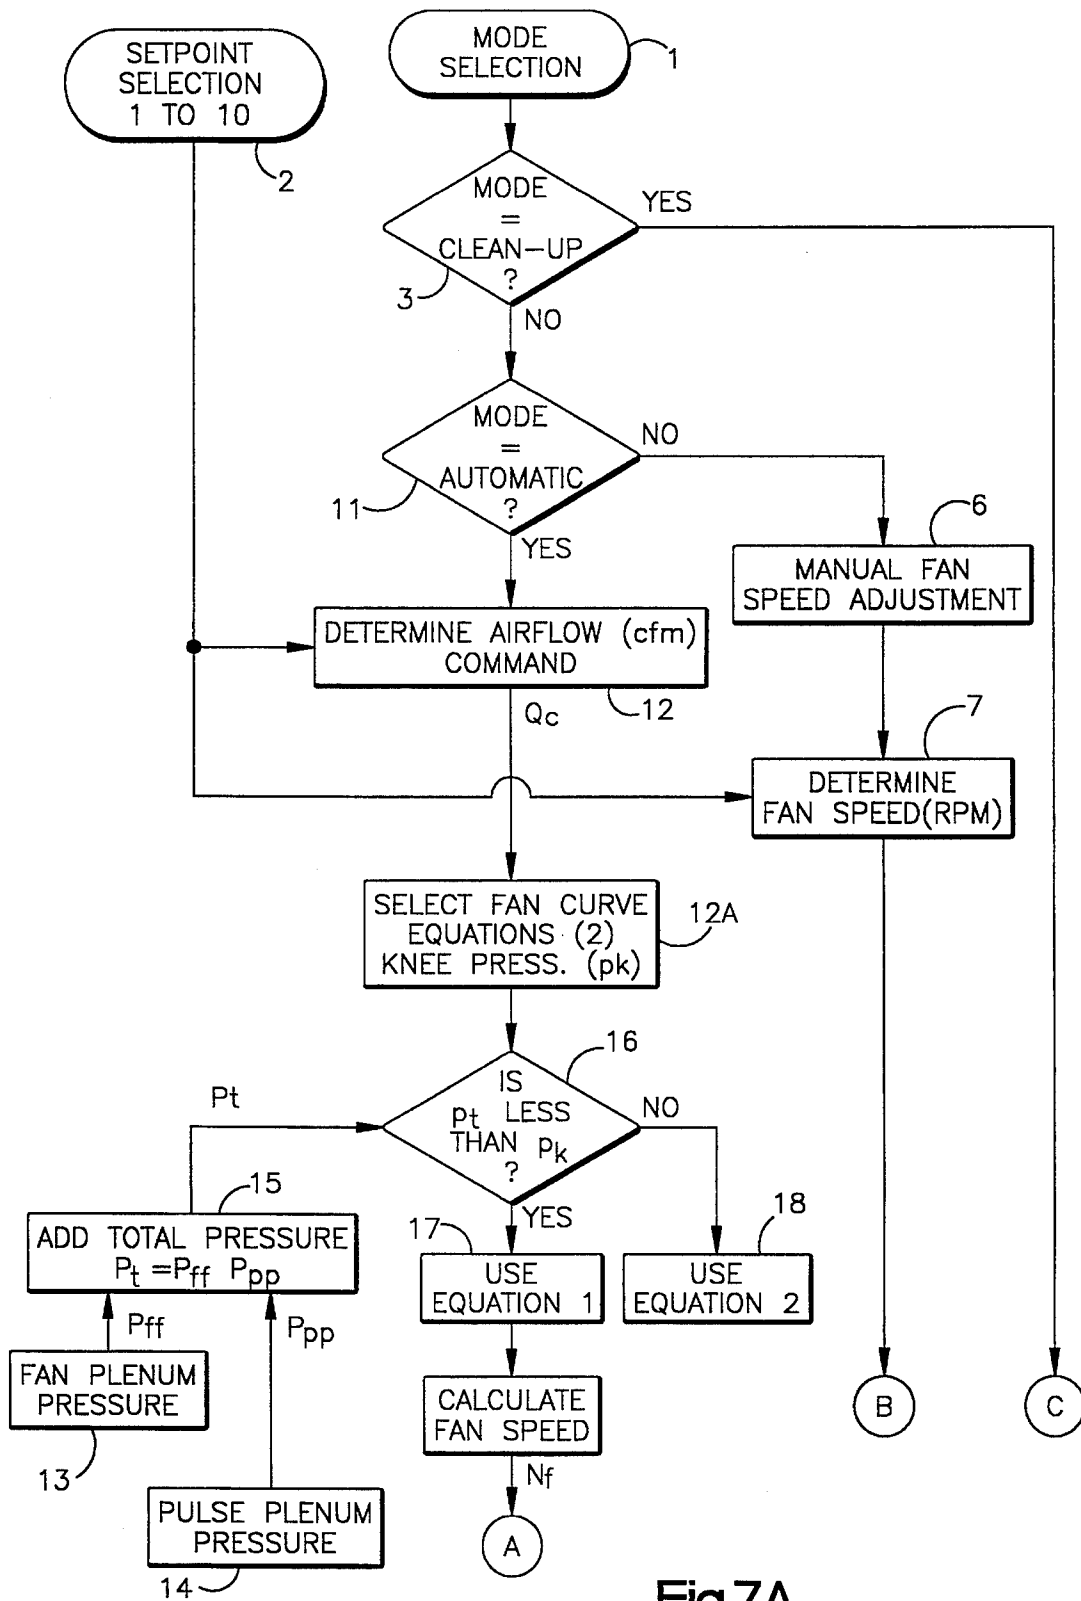 SETPOINT
SELECTION
1 TO 10
2
MODE
SELECTION
1
MODE
=
CLEAN-UP
?
3
YES
NO
MODE
=
AUTOMATIC
?
11
NO
YES
6
MANUAL FAN
SPEED ADJUSTMENT
DETERMINE AIRFLOW (cfm)
COMMAND
12
Qc
7
DETERMINE
FAN SPEED(RPM)
SELECT FAN CURVE
EQUATIONS (2)
KNEE PRESS. (pk)
12A
16
IS
pt LESS
THAN pk
?
NO
YES
Pt
15
ADD TOTAL PRESSURE
Pt =Pff Ppp
Pff
Ppp
FAN PLENUM
PRESSURE
13
PULSE PLENUM
PRESSURE
14
17
USE
EQUATION 1
18
USE
EQUATION 2
CALCULATE
FAN SPEED
Nf
A
B
C
Fig.7A